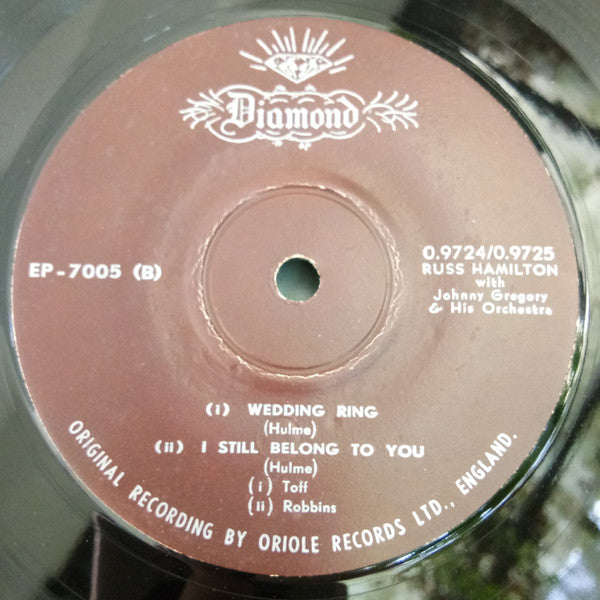 Diamond
EP-7005 (B)
0.9724/0.9725
RUSS HAMILTON
with
Johnny Gregory
& His Orchestra
(i) WEDDING RING
(Hulme)
(ii) I STILL BELONG TO YOU
(Hulme)
(i) Toff
(ii) Robbins
ORIGINAL RECORDING BY ORIOLE RECORDS LTD., ENGLAND.